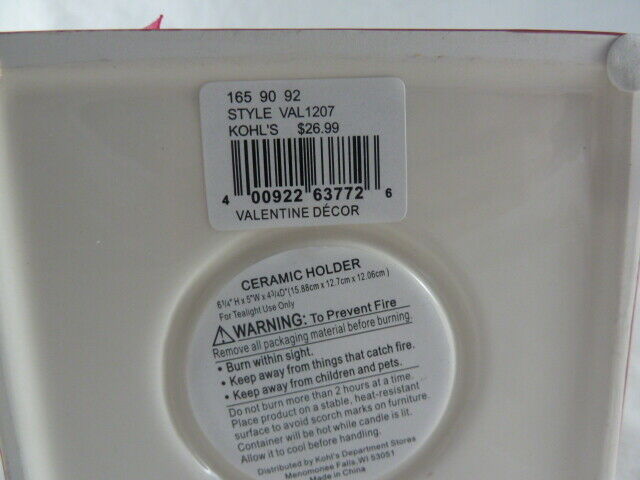 165 90 92
STYLE VAL1207
KOHL'S $26.99
4 00922 63772 6
VALENTINE DÉCOR
CERAMIC HOLDER
6¼" H x 5"W x 4¾D"(15.88cm x 12.7cm x 12.06cm)
For Tealight Use Only
WARNING: To Prevent Fire
Remove all packaging material before burning.
• Burn within sight.
• Keep away from things that catch fire.
• Keep away from children and pets.
Do not burn more than 2 hours at a time.
Place product on a stable, heat-resistant
surface to avoid scorch marks on furniture.
Container will be hot while candle is lit.
Allow it to cool before handling.
Distributed by Kohl's Department Stores
Menomonee Falls, WI 53051
Made in China